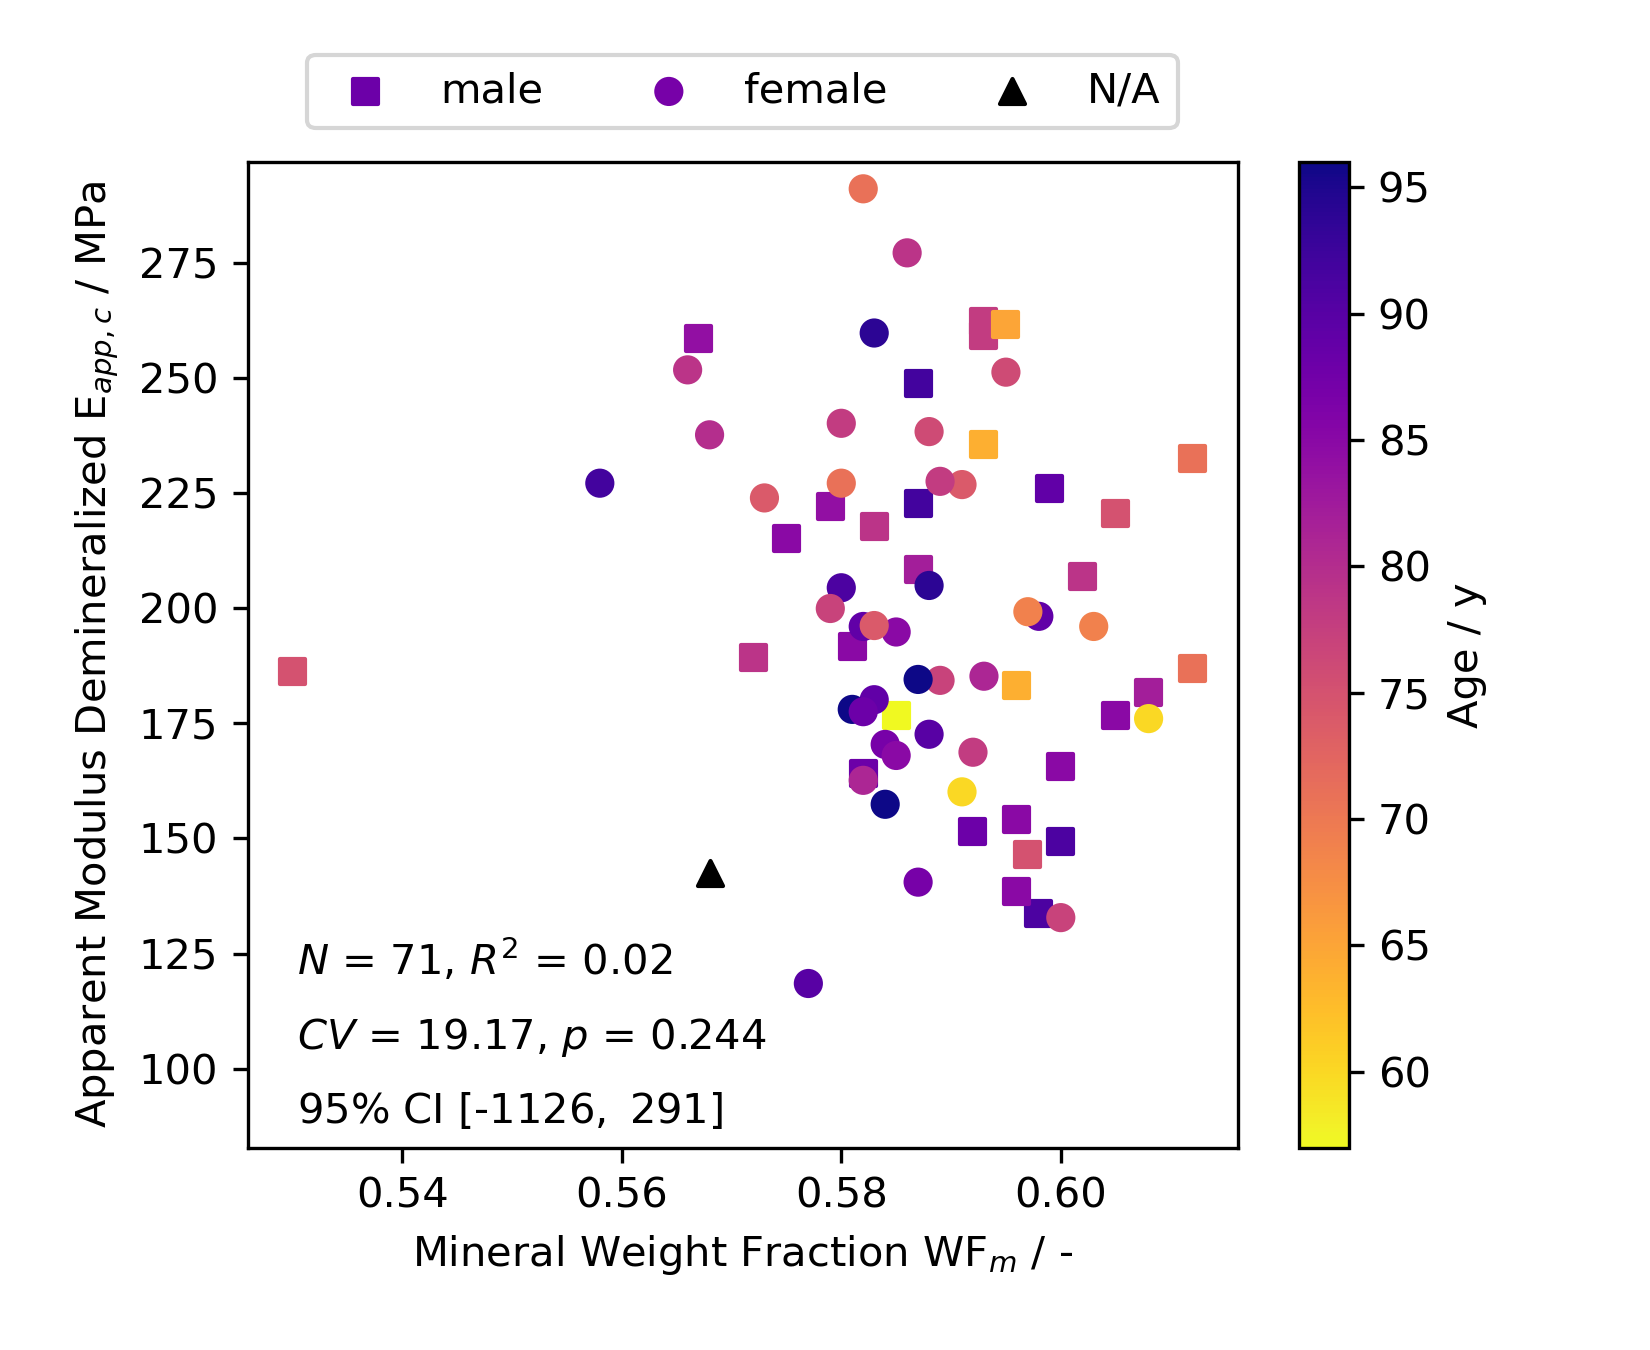 male female N/A
Apparent Modulus Demineralized E_{app,c} / MPa
275
250
225
200
175
150
125
100
N = 71, R² = 0.02
CV = 19.17, p = 0.244
95% CI [-1126, 291]
0.54 0.56 0.58 0.60
Mineral Weight Fraction WF_m / -
95
90
85
80
75
70
65
60
Age / y